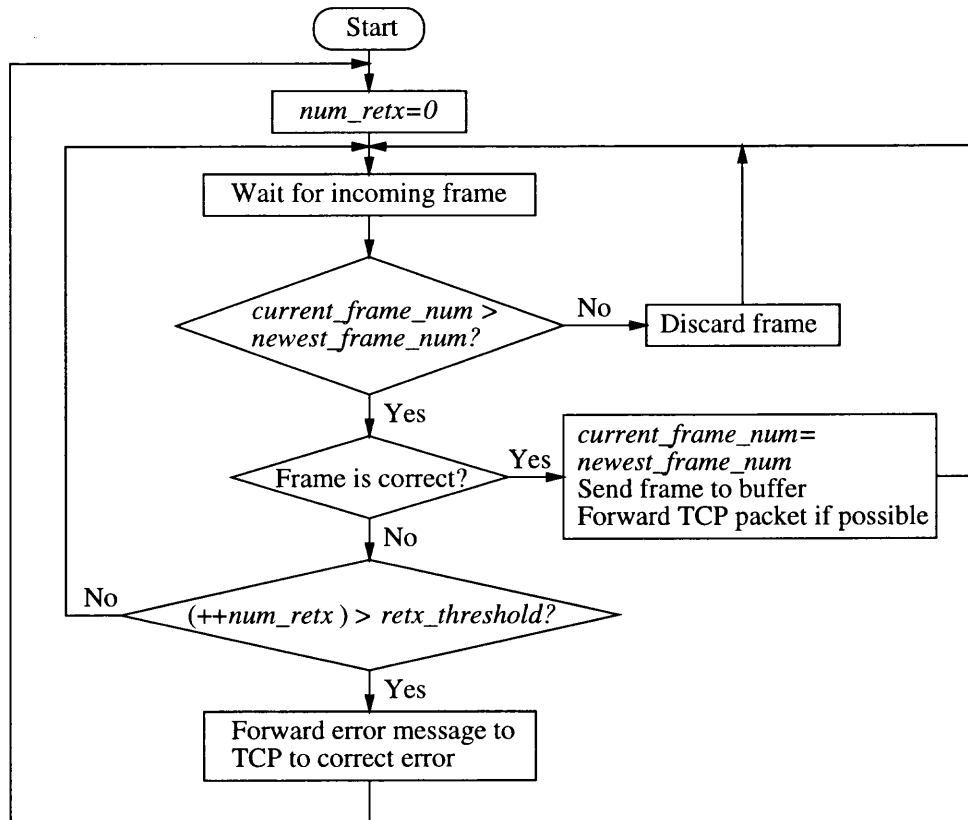 Start
num_retx=0
Wait for incoming frame
current_frame_num >
newest_frame_num?
No
Discard frame
Yes
Frame is correct?
Yes
current_frame_num=
newest_frame_num
Send frame to buffer
Forward TCP packet if possible
No
No
(++num_retx ) > retx_threshold?
Yes
Forward error message to
TCP to correct error